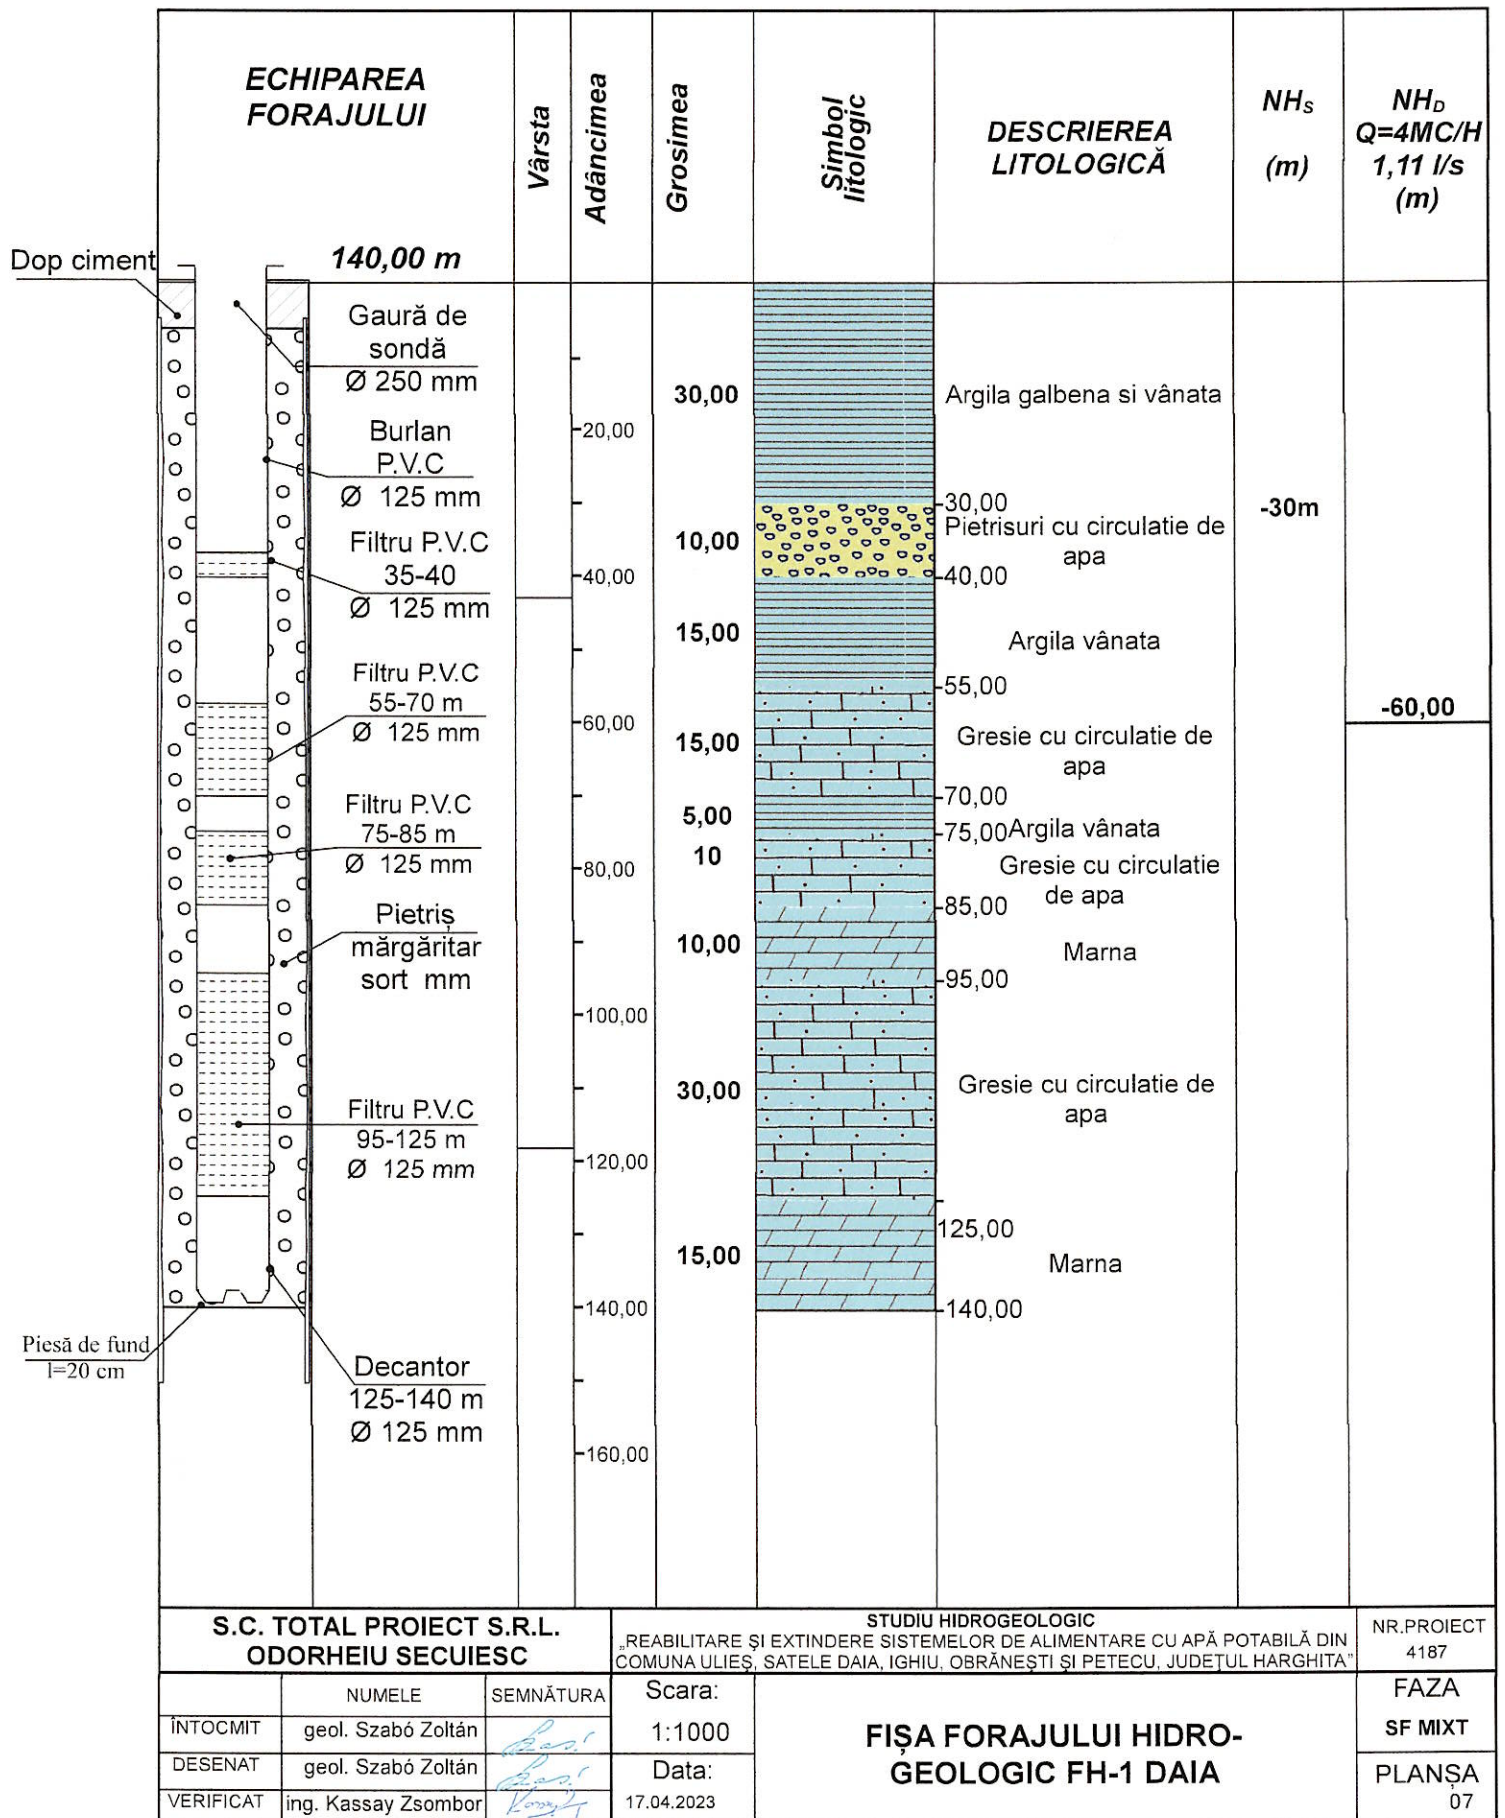 ECHIPAREA
FORAJULUI
Vârsta
Adâncimea
Grosimea
Simbol
litologic
DESCRIEREA
LITOLOGICĂ
NHS
(m)
NHD
Q=4MC/H
1,11 l/s
(m)
Dop ciment
140,00 m
Gaură de
sondă
Ø 250 mm
Burlan
P.V.C
Ø 125 mm
Filtru P.V.C
35-40
Ø 125 mm
Filtru P.V.C
55-70 m
Ø 125 mm
Filtru P.V.C
75-85 m
Ø 125 mm
Pietriș
mărgăritar
sort mm
Filtru P.V.C
95-125 m
Ø 125 mm
Piesă de fund
l=20 cm
Decantor
125-140 m
Ø 125 mm
20,00
40,00
60,00
80,00
100,00
120,00
140,00
160,00
30,00
10,00
15,00
15,00
5,00
10
10,00
30,00
15,00
Argila galbena si vânata
30,00
Pietrisuri cu circulatie de
apa
40,00
Argila vânata
55,00
Gresie cu circulatie de
apa
70,00
75,00 Argila vânata
Gresie cu circulatie
de apa
85,00
Marna
95,00
Gresie cu circulatie de
apa
125,00
Marna
140,00
-30m
-60,00
S.C. TOTAL PROIECT S.R.L.
ODORHEIU SECUIESC
STUDIU HIDROGEOLOGIC
„REABILITARE ȘI EXTINDERE SISTEMELOR DE ALIMENTARE CU APĂ POTABILĂ DIN
COMUNA ULIEȘ, SATELE DAIA, IGHIU, OBRĂNEȘTI ȘI PETECU, JUDEȚUL HARGHITA"
NR.PROIECT
4187
NUMELE SEMNĂTURA
ÎNTOCMIT geol. Szabó Zoltán
DESENAT geol. Szabó Zoltán
VERIFICAT ing. Kassay Zsombor
Scara:
1:1000
Data:
17.04.2023
FIȘA FORAJULUI HIDRO-
GEOLOGIC FH-1 DAIA
FAZA
SF MIXT
PLANȘA
07